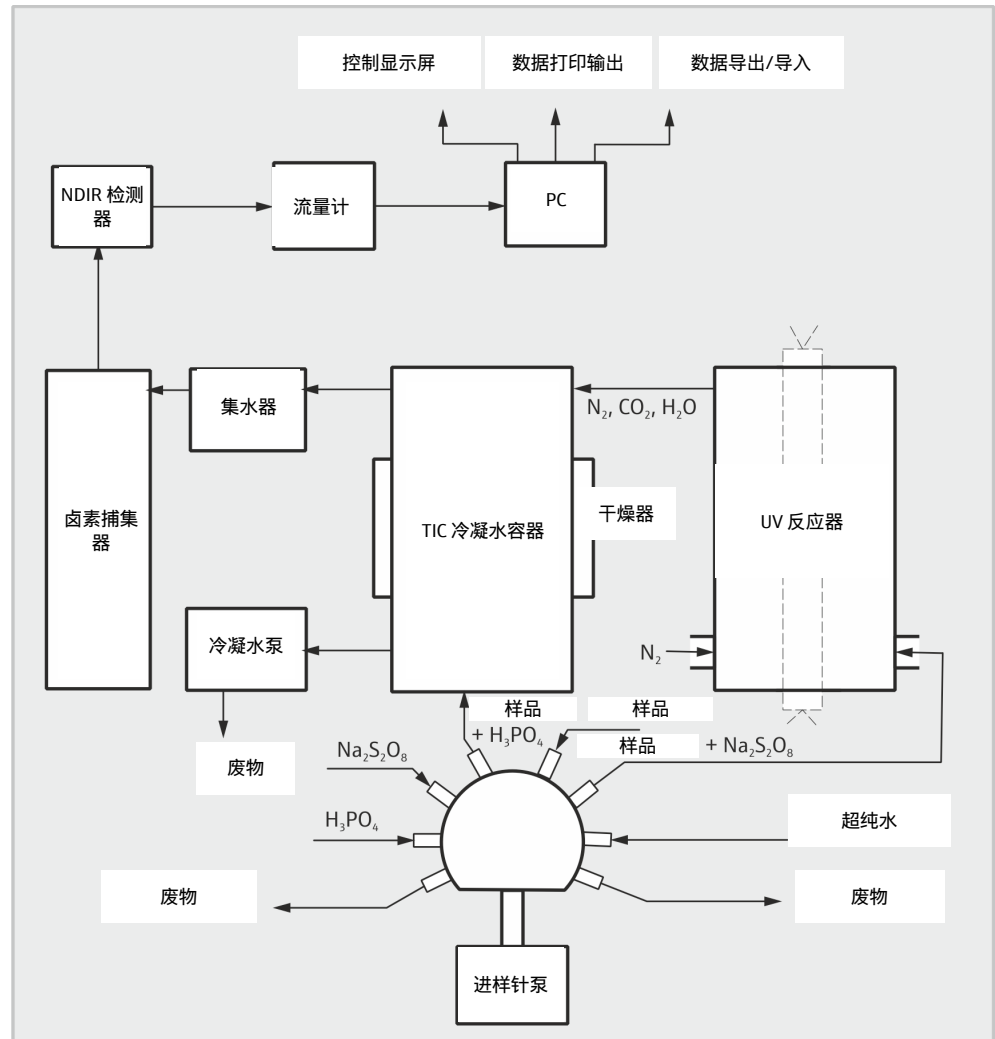 控制显示屏
数据打印输出
数据导出/导入
NDIR 检测
器
流量计
PC
集水器
N₂, CO₂, H₂O
卤素捕集
器
TIC 冷凝水容器
干燥器
UV 反应器
冷凝水泵
N₂
样品
+ H₃PO₄
样品
样品
+ Na₂S₂O₈
废物
Na₂S₂O₈
H₃PO₄
超纯水
废物
废物
进样针泵